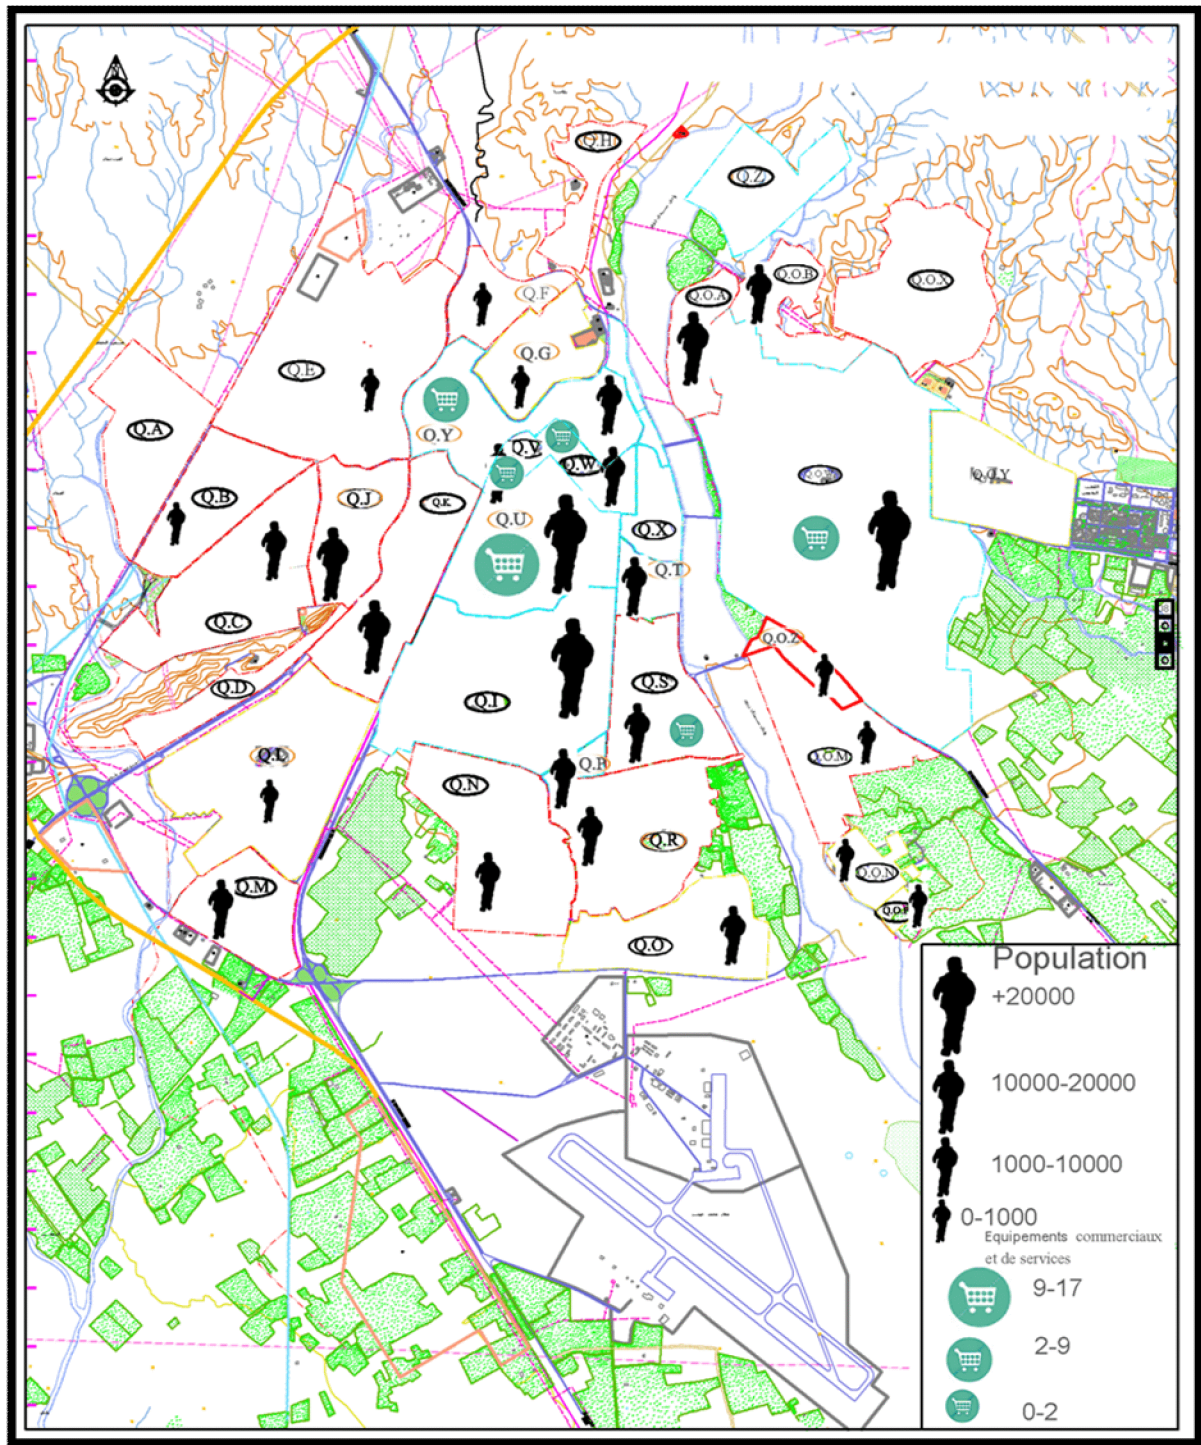 Q.H
Q.Z
Q.O.B
Q.O.X
Q.O.A
Q.F
Q.G
Q.E
Q.A
Q.Y
Q.V
Q.W
Q.B
Q.J
Q.K
Q.U
Q.X
Q.T
Q.C
Q.O.Z
Q.D
Q.I
Q.S
Q.L
Q.O.M
Q.P
Q.N
Q.R
Q.M
Q.O.N
Q.O
Population
+20000
10000-20000
1000-10000
0-1000
Equipements commerciaux
et de services
9-17
2-9
0-2